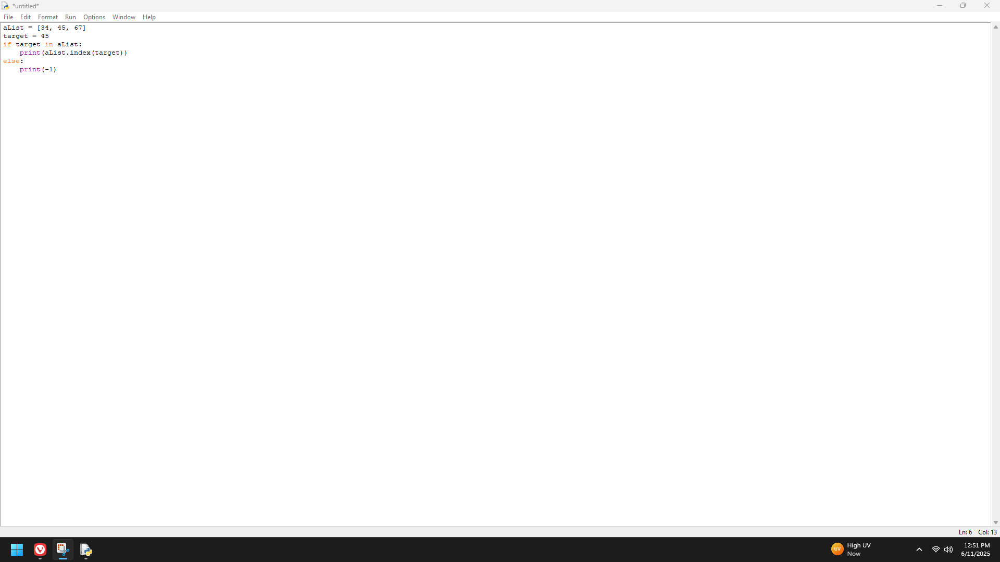 *untitled*
File Edit Format Run Options Window Help
aList = [34, 45, 67]
target = 45
if target in aList:
    print(aList.index(target))
else:
    print(-1)
Ln: 6 Col: 13
UV
High UV
Now
12:51 PM
6/11/2025